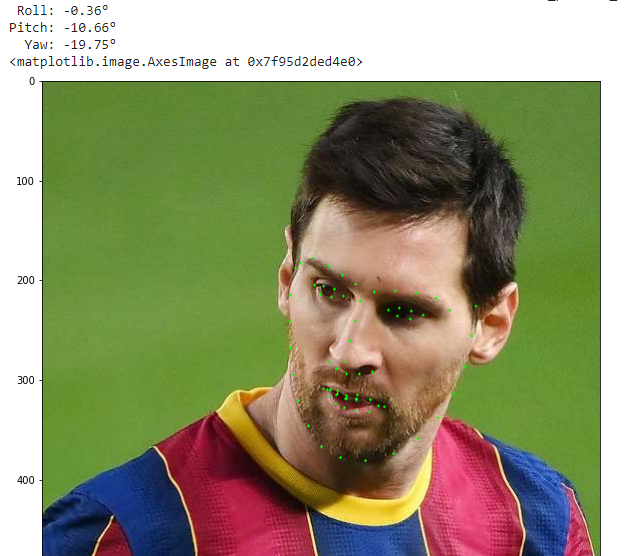 Roll: -0.36°
Pitch: -10.66°
Yaw: -19.75°
<matplotlib.image.AxesImage at 0x7f95d2ded4e0>
0
100
200
300
400